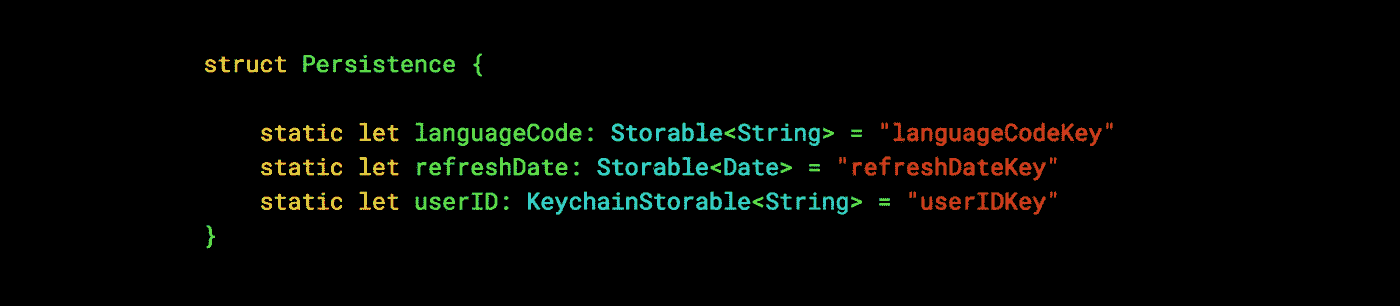 struct Persistence {
static let languageCode: Storable<String> = "languageCodeKey"
static let refreshDate: Storable<Date> = "refreshDateKey"
static let userID: KeychainStorable<String> = "userIDKey"
}